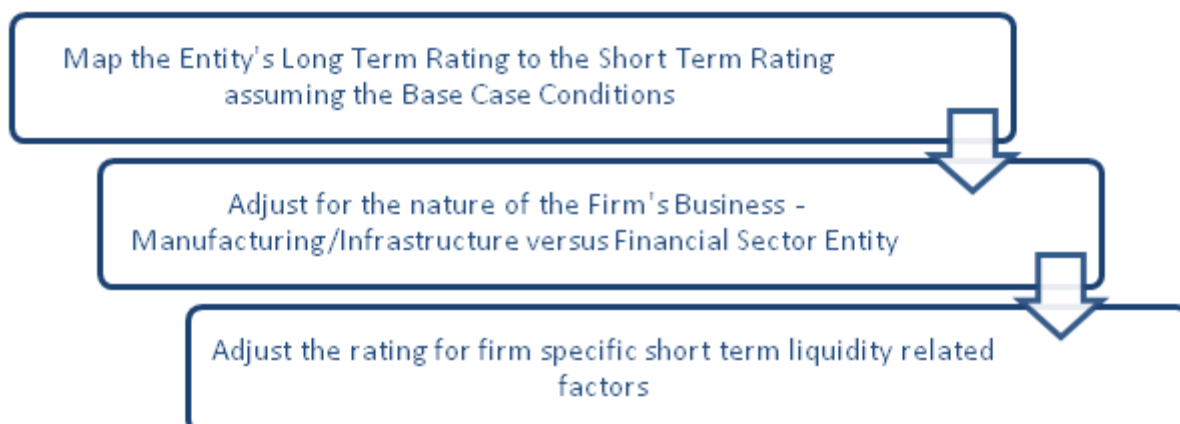 Map the Entity's Long Term Rating to the Short Term Rating
assuming the Base Case Conditions
Adjust for the nature of the Firm's Business -
Manufacturing/Infrastructure versus Financial Sector Entity
Adjust the rating for firm specific short term liquidity related
factors